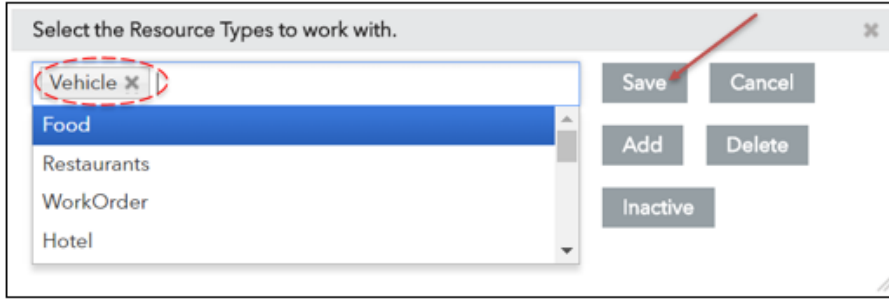 Select the Resource Types to work with.
Vehicle
Save Cancel
Food
Add Delete
Restaurants
WorkOrder
Inactive
Hotel